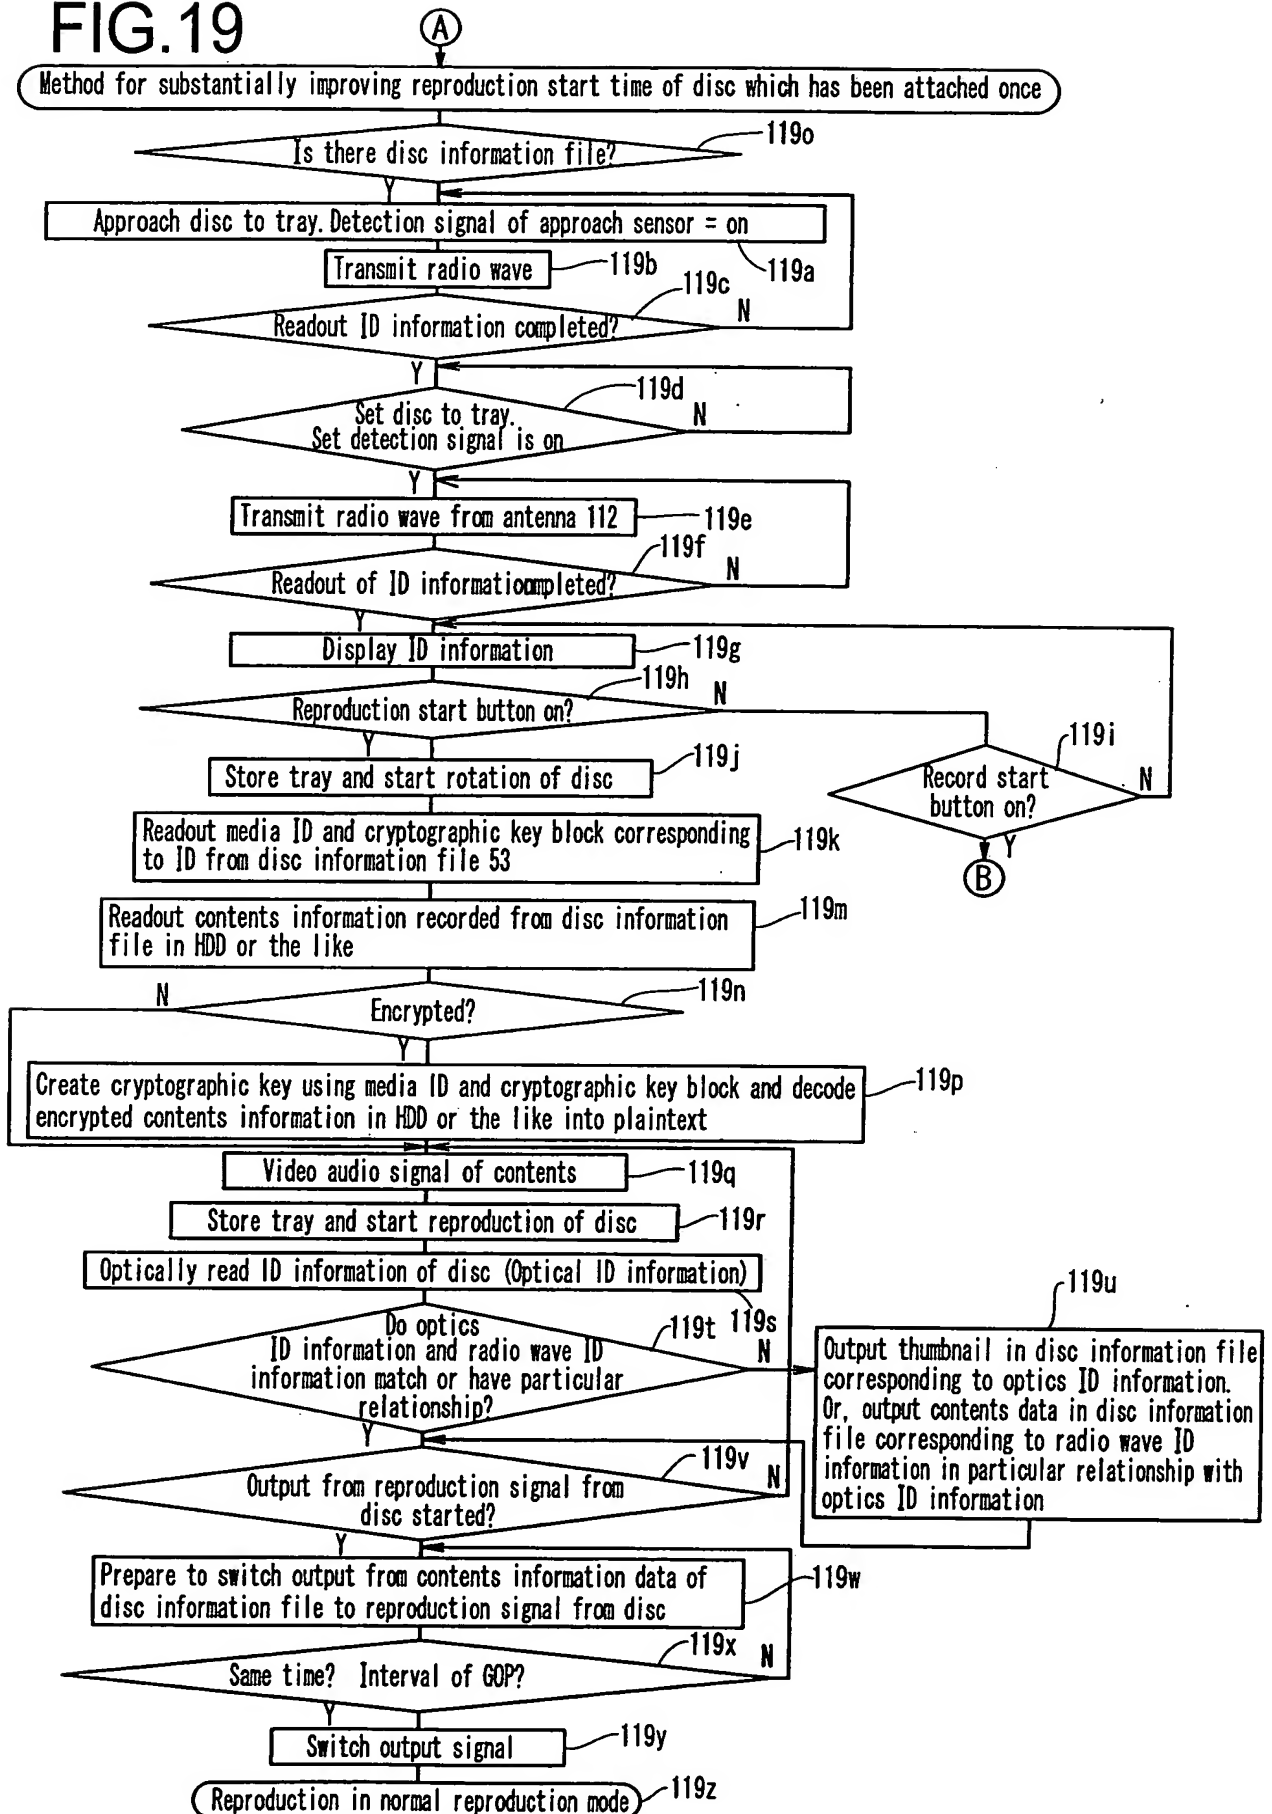 FIG.19
A
Method for substantially improving reproduction start time of disc which has been attached once
Is there disc information file?
119o
Y
Approach disc to tray. Detection signal of approach sensor = on
119a
Transmit radio wave
119b
119c
Readout ID information completed?
N
Y
119d
Set disc to tray.
Set detection signal is on
N
Y
Transmit radio wave from antenna 112
119e
119f
Readout of ID informatiocompleted?
N
Y
Display ID information
119g
119h
Reproduction start button on?
N
Y
119i
Record start
button on?
N
Y
B
Store tray and start rotation of disc
119j
Readout media ID and cryptographic key block corresponding
to ID from disc information file 53
119k
Readout contents information recorded from disc information
file in HDD or the like
119m
Encrypted?
119n
N
Y
Create cryptographic key using media ID and cryptographic key block and decode
encrypted contents information in HDD or the like into plaintext
119p
Video audio signal of contents
119q
Store tray and start reproduction of disc
119r
Optically read ID information of disc (Optical ID information)
119s
Do optics
ID information and radio wave ID
information match or have particular
relationship?
119t
N
Y
119u
Output thumbnail in disc information file
corresponding to optics ID information.
Or, output contents data in disc information
file corresponding to radio wave ID
information in particular relationship with
optics ID information
119v
Output from reproduction signal from
disc started?
N
Y
Prepare to switch output from contents information data of
disc information file to reproduction signal from disc
119w
119x
Same time? Interval of GOP?
N
Y
Switch output signal
119y
Reproduction in normal reproduction mode
119z